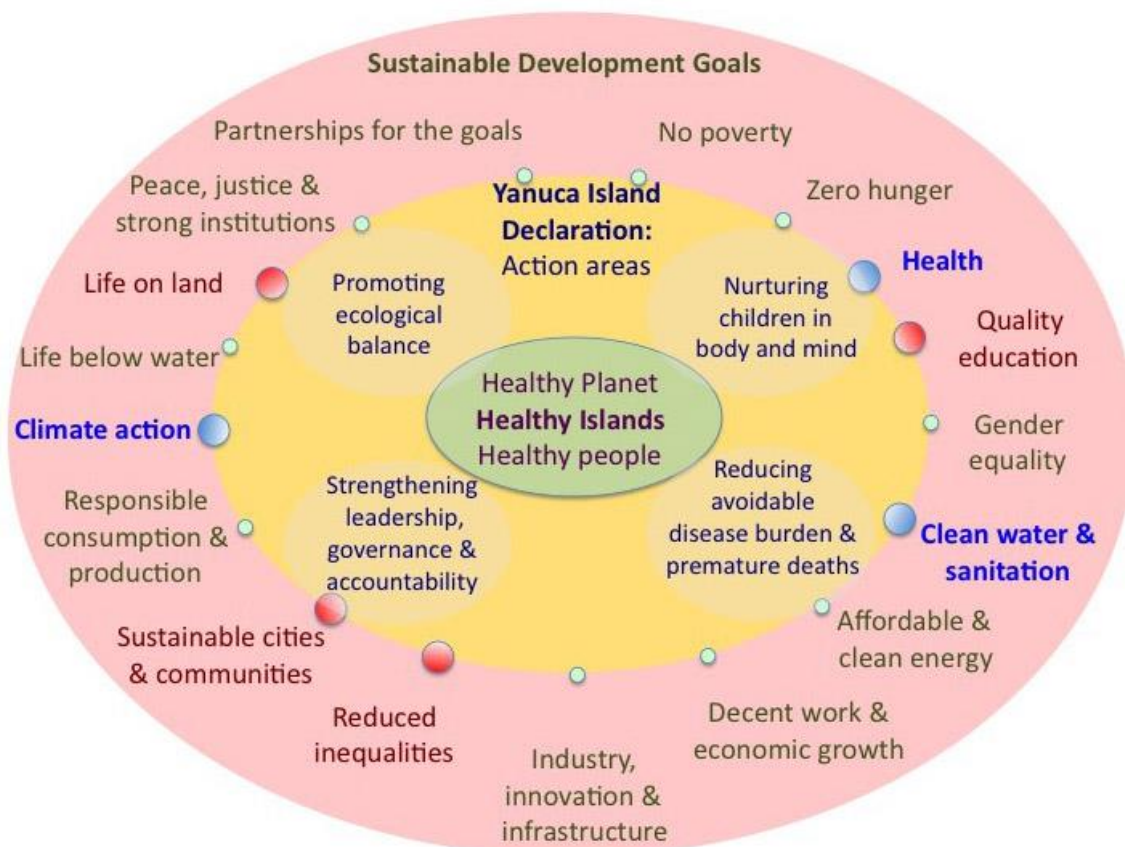 Sustainable Development Goals
Partnerships for the goals
No poverty
Peace, justice &
strong institutions
Yanuca Island
Declaration:
Action areas
Zero hunger
Life on land
Promoting
ecological
balance
Nurturing
children in
body and mind
Health
Quality
education
Life below water
Healthy Planet
Healthy Islands
Healthy people
Climate action
Gender
equality
Responsible
consumption &
production
Strengthening
leadership,
governance &
accountability
Reducing
avoidable
disease burden &
premature deaths
Clean water &
sanitation
Sustainable cities
& communities
Affordable &
clean energy
Reduced
inequalities
Decent work &
economic growth
Industry,
innovation &
infrastructure